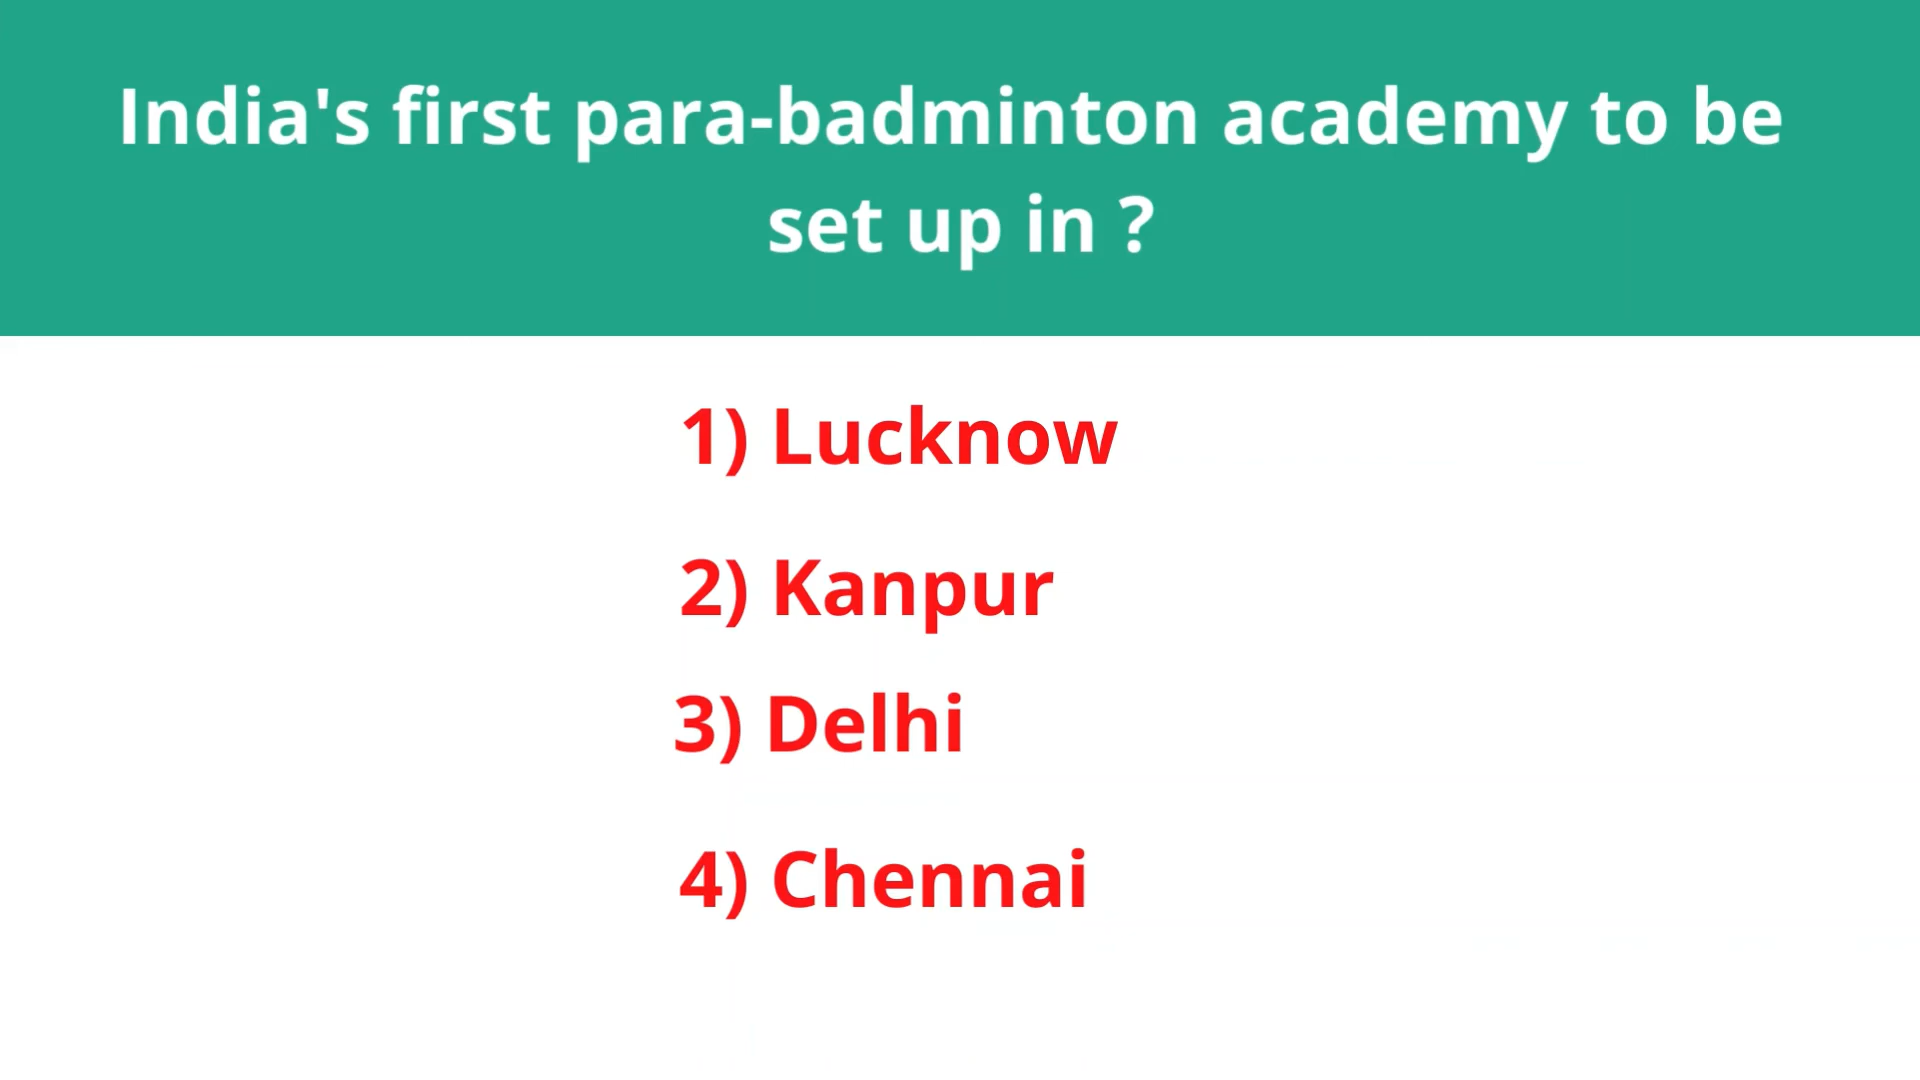 India's first para-badminton academy to be
set up in ?
1) Lucknow
2) Kanpur
3) Delhi
4) Chennai